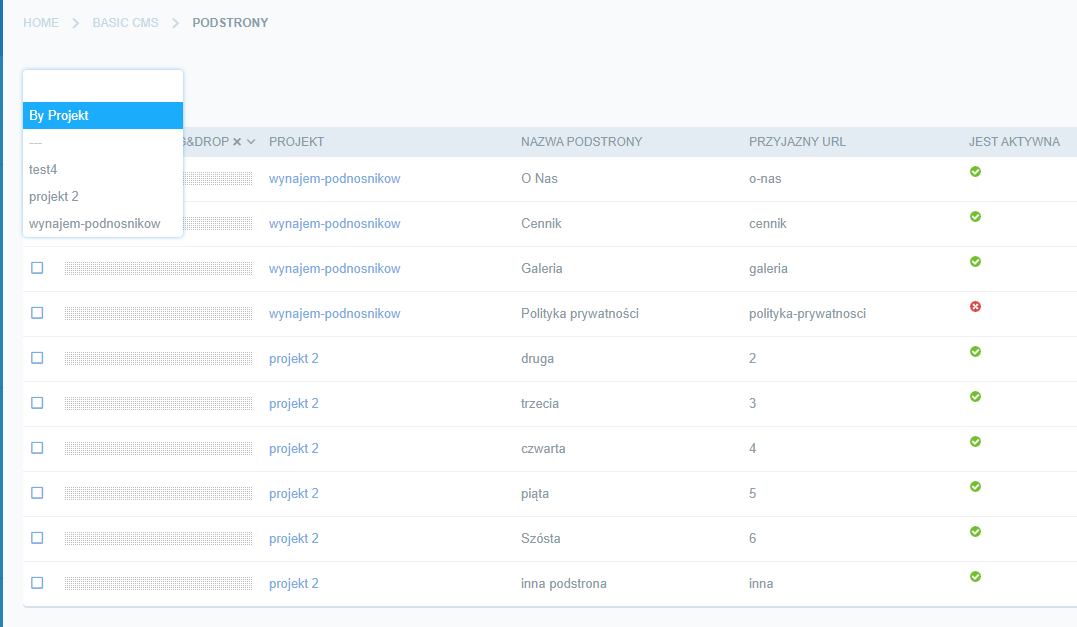 HOME > BASIC CMS > PODSTRONY
By Projekt
---
test4
projekt 2
wynajem-podnosnikow
&DROP PROJEKT NAZWA PODSTRONY PRZYJAZNY URL JEST AKTYWNA
wynajem-podnosnikow O Nas o-nas
wynajem-podnosnikow Cennik cennik
wynajem-podnosnikow Galeria galeria
wynajem-podnosnikow Polityka prywatności polityka-prywatnosci
projekt 2 druga 2
projekt 2 trzecia 3
projekt 2 czwarta 4
projekt 2 piąta 5
projekt 2 Szósta 6
projekt 2 inna podstrona inna